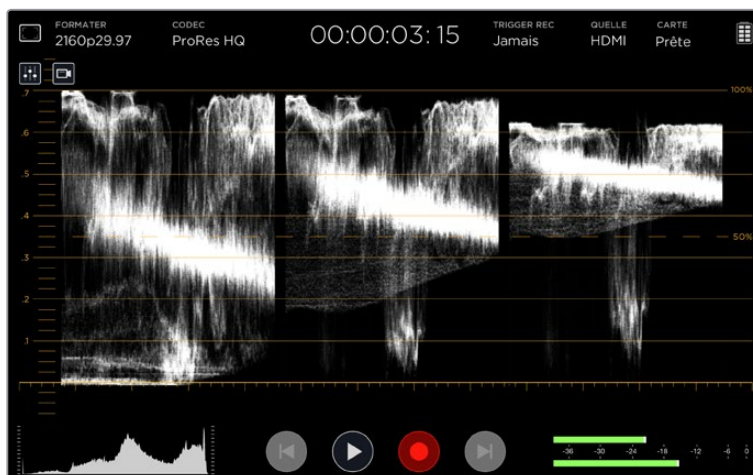 FORMATER
2160p29.97
CODEC
ProRes HQ
00:00:03:15
TRIGGER REC
Jamais
QUELLE
HDMI
CARTE
Prête
.7
.6
.5
.4
.3
.2
.1
100%
50%
-36 -30 -24 -18 -12 -6 0